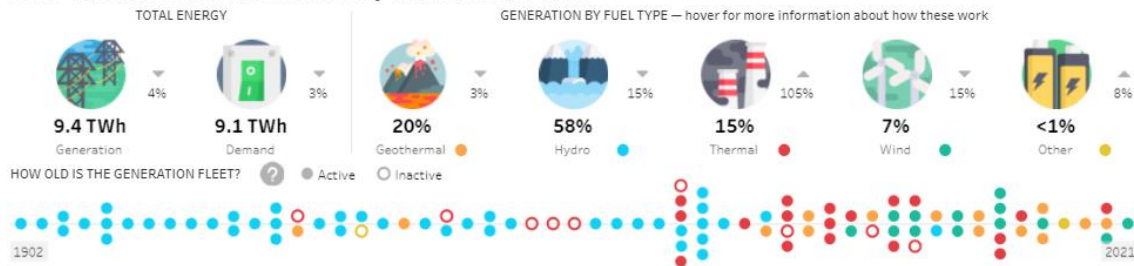 TOTAL ENERGY
GENERATION BY FUEL TYPE — hover for more information about how these work
4%
3%
3%
15%
105%
15%
8%
9.4 TWh
9.1 TWh
20%
58%
15%
7%
<1%
Generation
Demand
Geothermal
Hydro
Thermal
Wind
Other
HOW OLD IS THE GENERATION FLEET? ? Active Inactive
1902
2021